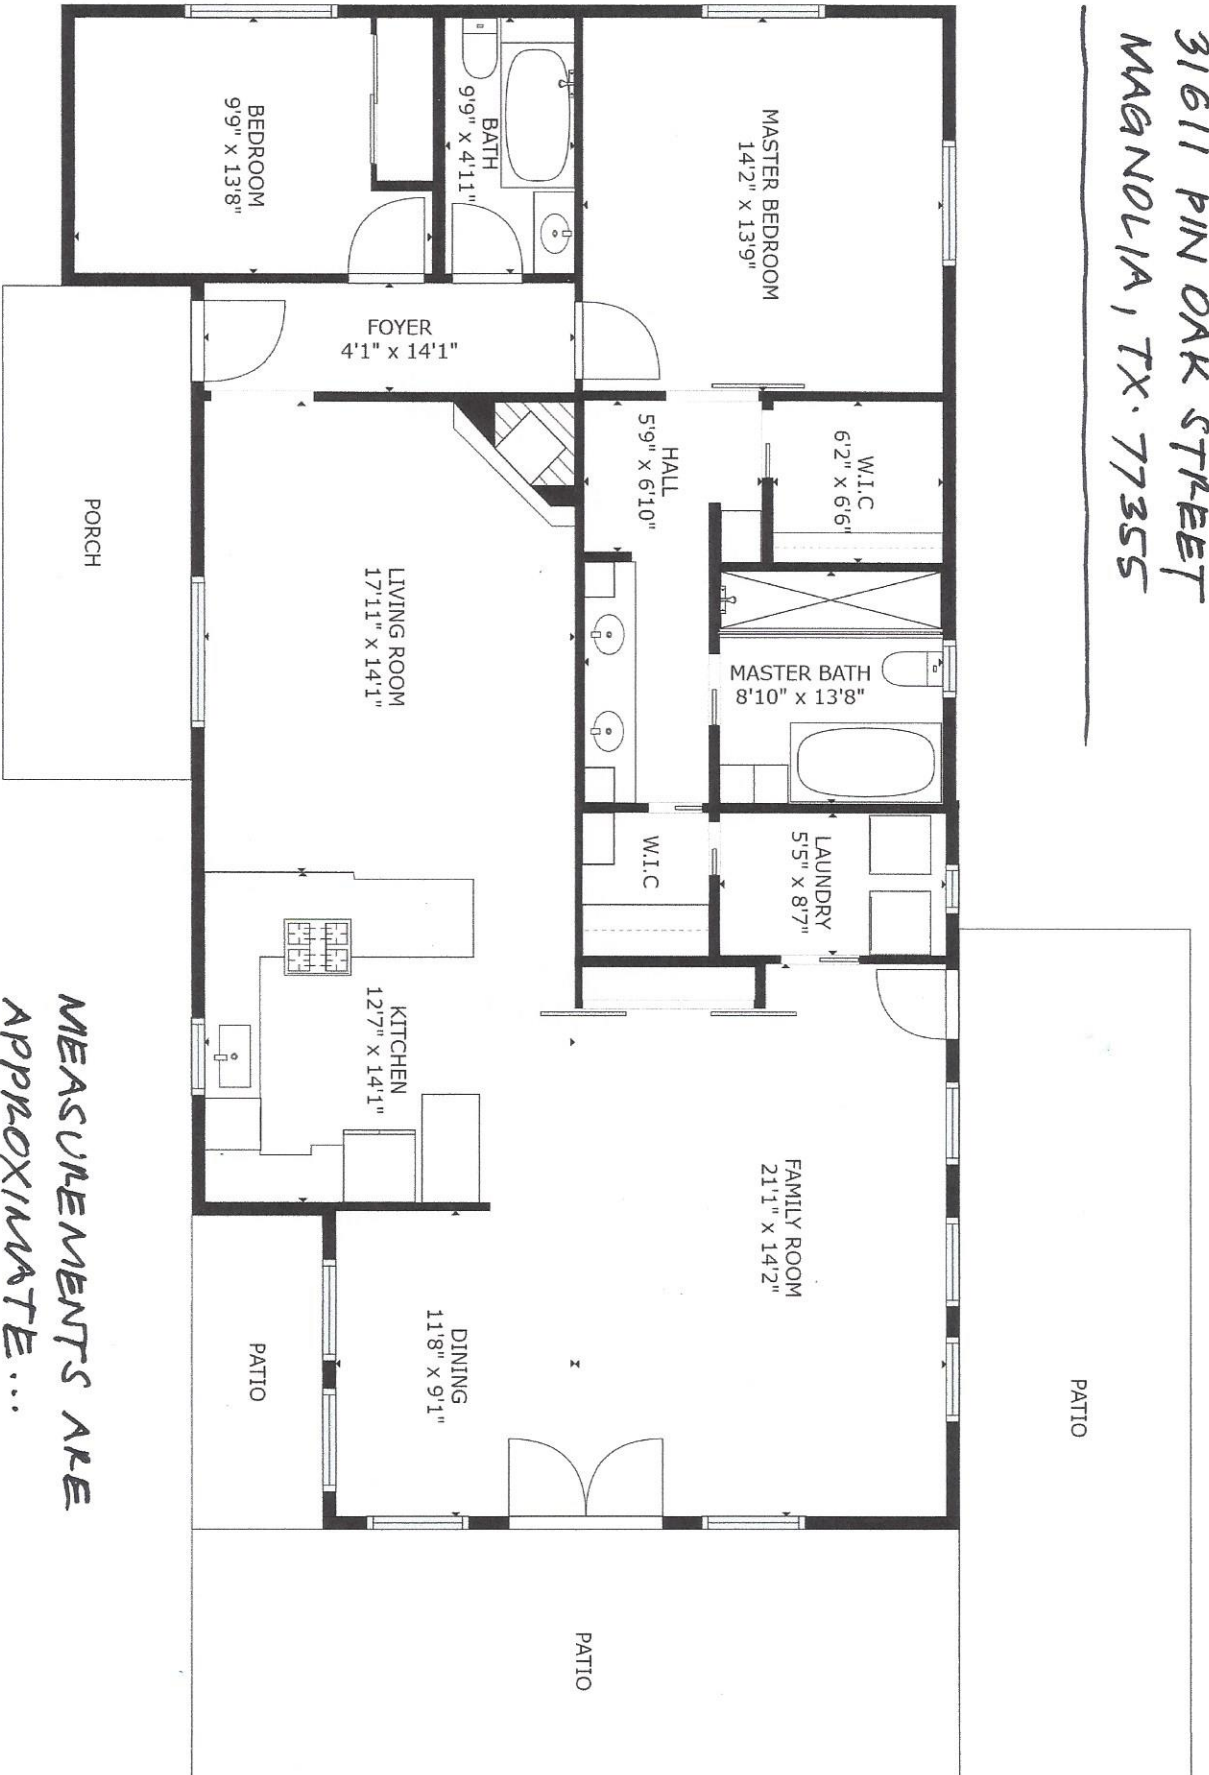 31611 PIN OAK STREET
MAGNOLIA, TX. 77355
MASTER BEDROOM
14'2" x 13'9"
W.I.C
6'2" x 6'6"
MASTER BATH
8'10" x 13'8"
LAUNDRY
5'5" x 8'7"
PATIO
BATH
9'9" x 4'11"
HALL
5'9" x 6'10"
W.I.C
FAMILY ROOM
21'1" x 14'2"
BEDROOM
9'9" x 13'8"
FOYER
4'1" x 14'1"
LIVING ROOM
17'11" x 14'1"
KITCHEN
12'7" x 14'1"
DINING
11'8" x 9'1"
PATIO
PORCH
PATIO
MEASUREMENTS ARE
APPROXIMATE...